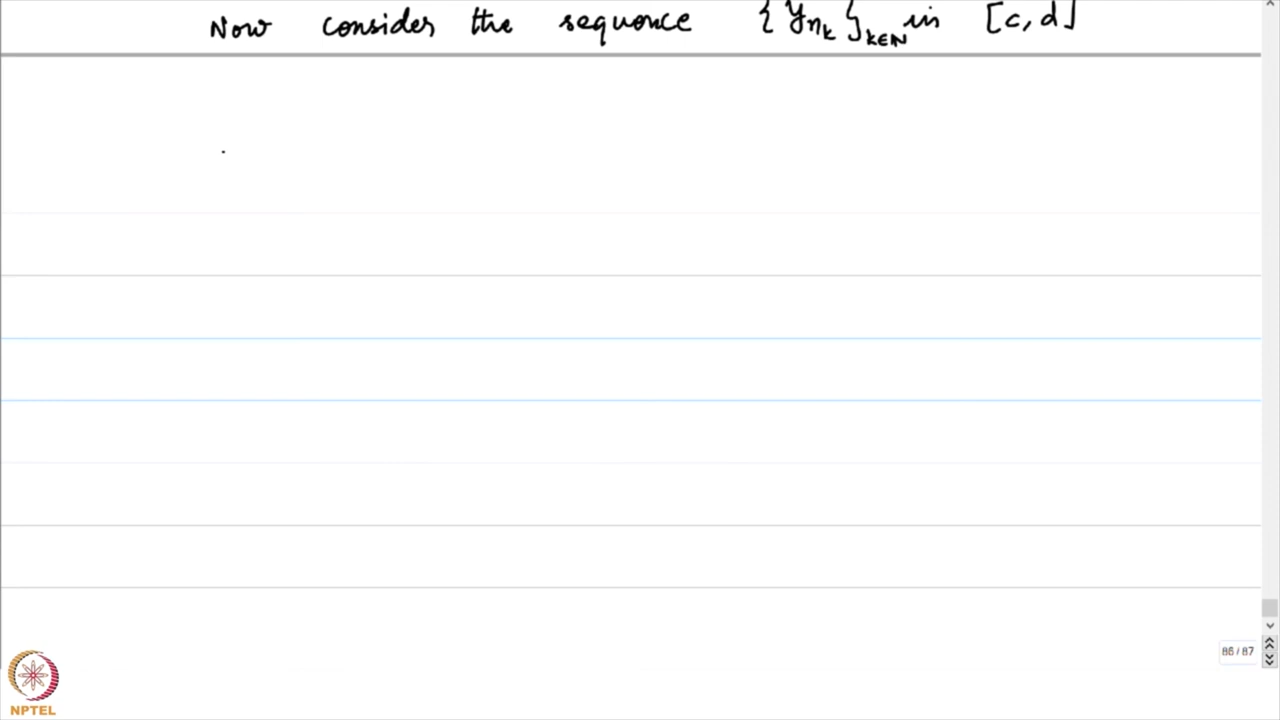 Now consider the sequence {y_{n_k}}_{k∈N} in [c, d]
86 / 87
NPTEL